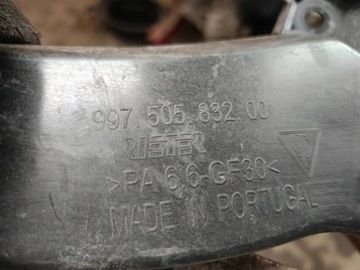 997.505.832.00
RIETER
>PA 6.6-GF30<
MADE IN PORTUGAL